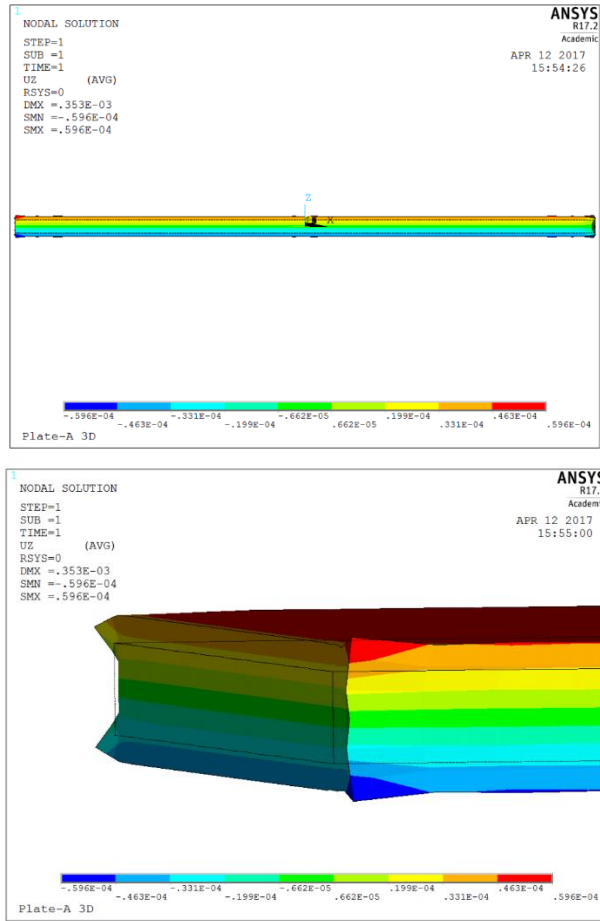 1
NODAL SOLUTION
STEP=1
SUB =1
TIME=1
UZ (AVG)
RSYS=0
DMX =.353E-03
SMN =-.596E-04
SMX =.596E-04
ANSYS
R17.2
Academic
APR 12 2017
15:54:26
Z
X
-.596E-04 -.331E-04 -.662E-05 .199E-04 .463E-04
-.463E-04 -.199E-04 .662E-05 .331E-04 .596E-04
Plate-A 3D
1
NODAL SOLUTION
STEP=1
SUB =1
TIME=1
UZ (AVG)
RSYS=0
DMX =.353E-03
SMN =-.596E-04
SMX =.596E-04
ANSYS
R17.
Academ
APR 12 2017
15:55:00
-.596E-04 -.331E-04 -.662E-05 .199E-04 .463E-04
-.463E-04 -.199E-04 .662E-05 .331E-04 .596E-04
Plate-A 3D